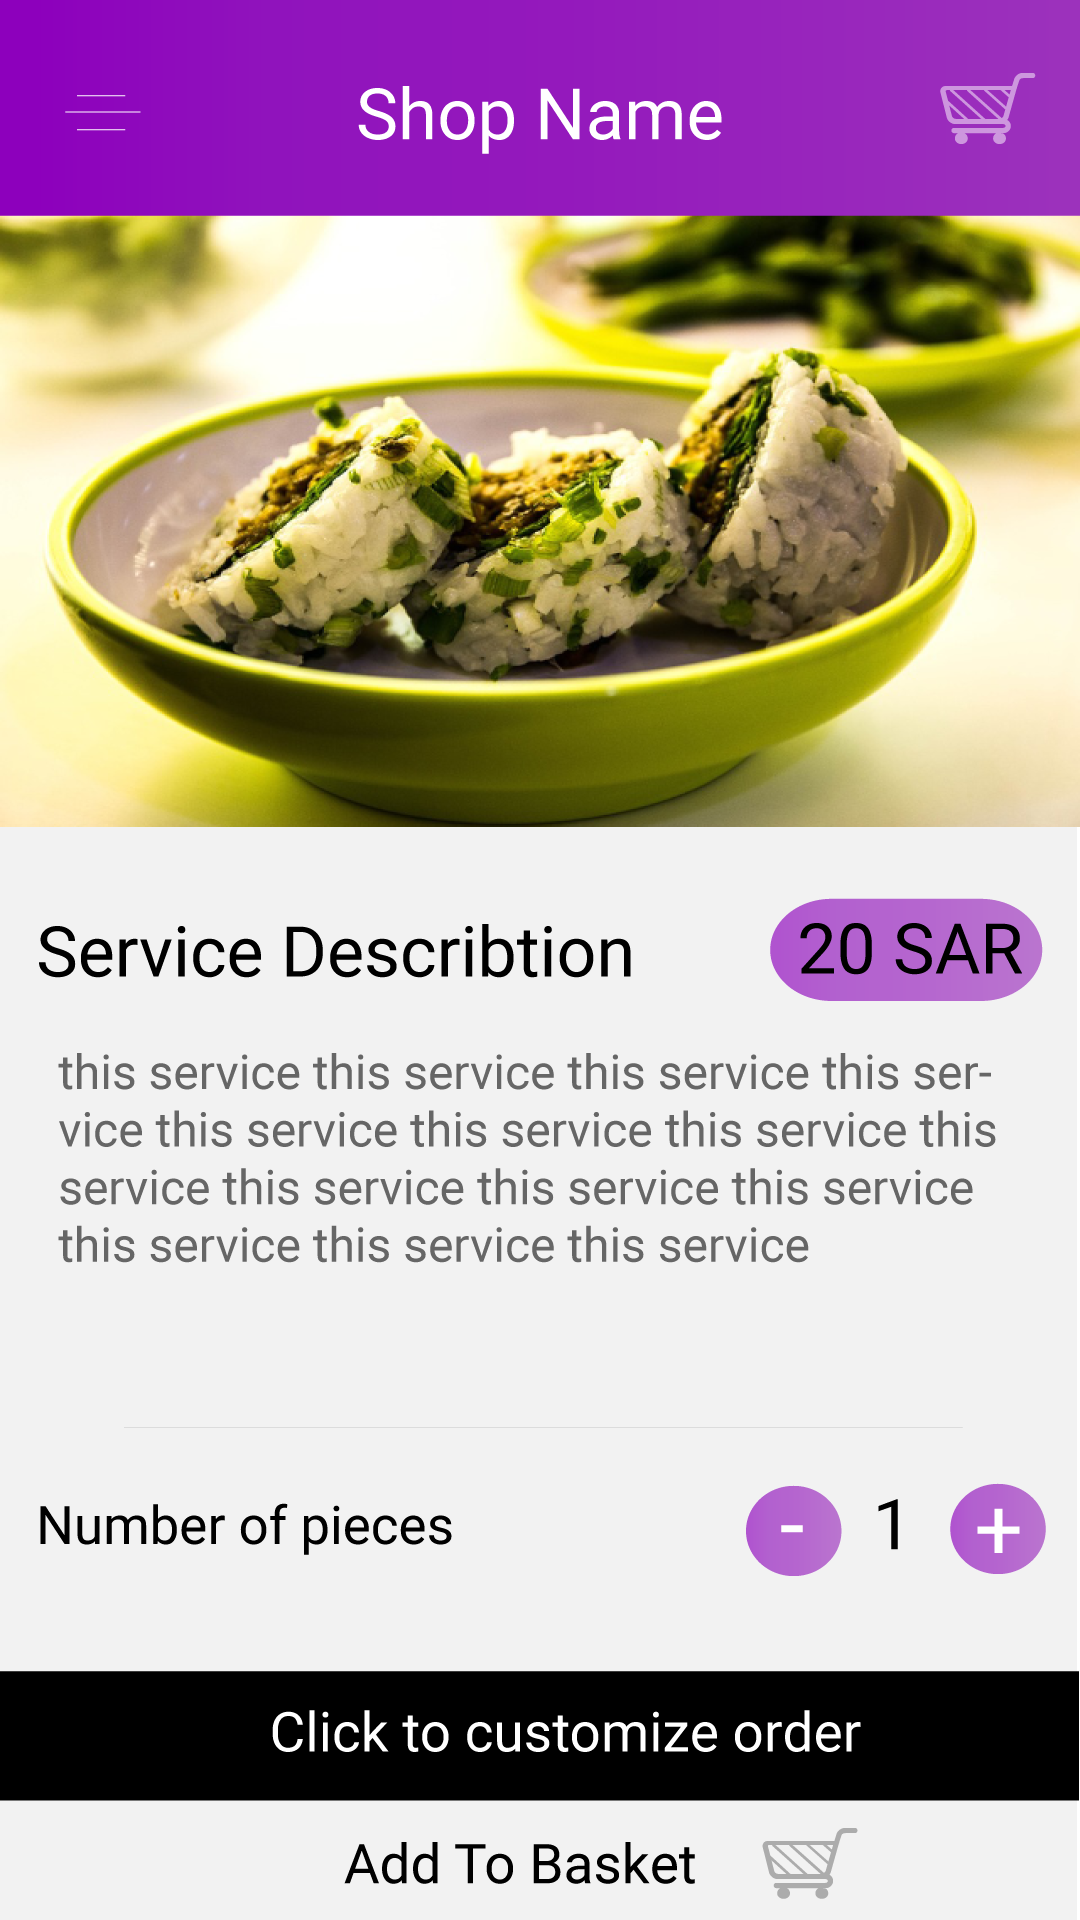 Shop Name
Service Describtion
20 SAR
this service this service this service this ser-
vice this service this service this service this
service this service this service this service
this service this service this service
Number of pieces
- 1 +
Click to customize order
Add To Basket